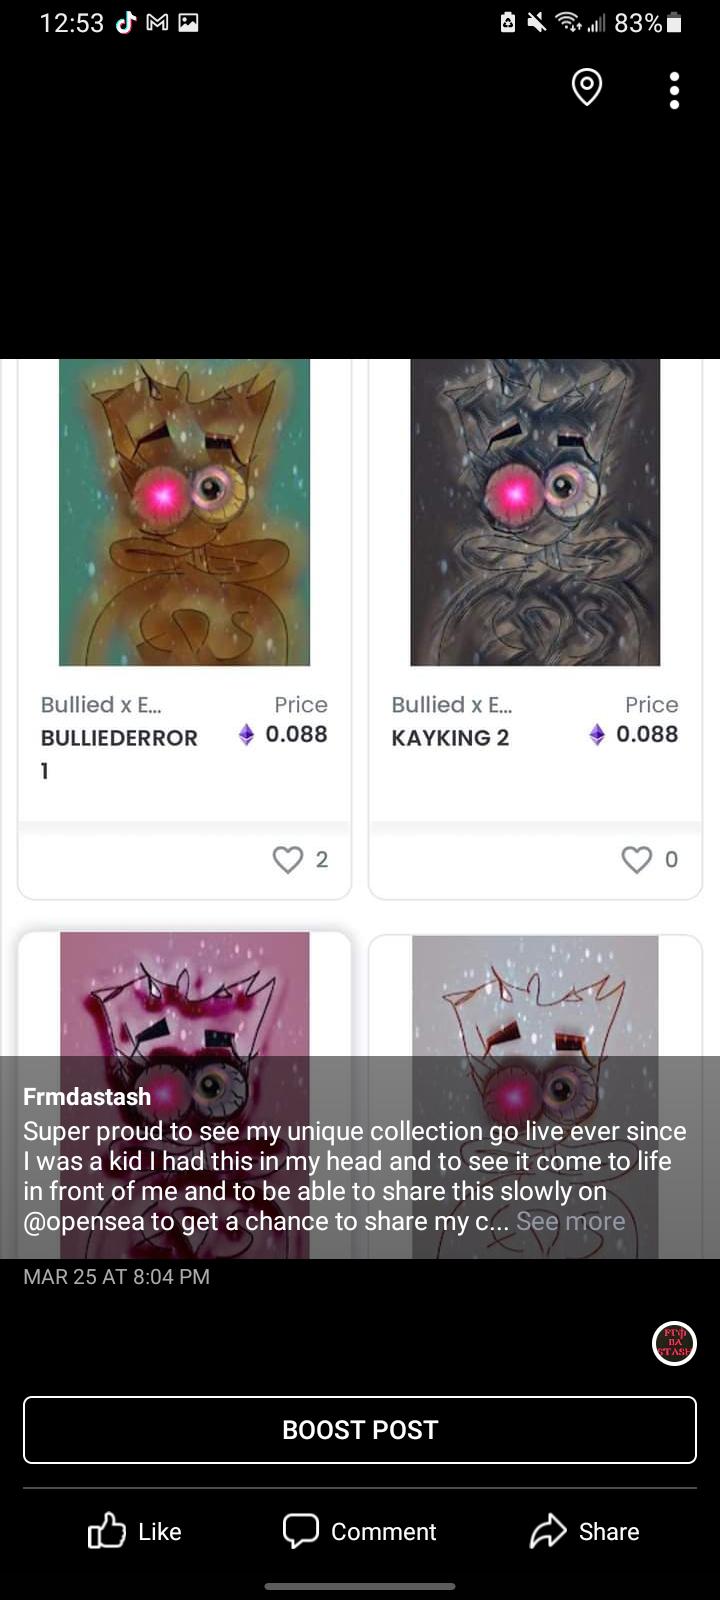 12:53
83%
Bullied x E...
Price
BULLIEDERROR
1
0.088
Bullied x E...
Price
KAYKING 2
0.088
2
0
Frmdastash
Super proud to see my unique collection go live ever since
I was a kid I had this in my head and to see it come to life
in front of me and to be able to share this slowly on
@opensea to get a chance to share my c... See more
MAR 25 AT 8:04 PM
BOOST POST
Like
Comment
Share